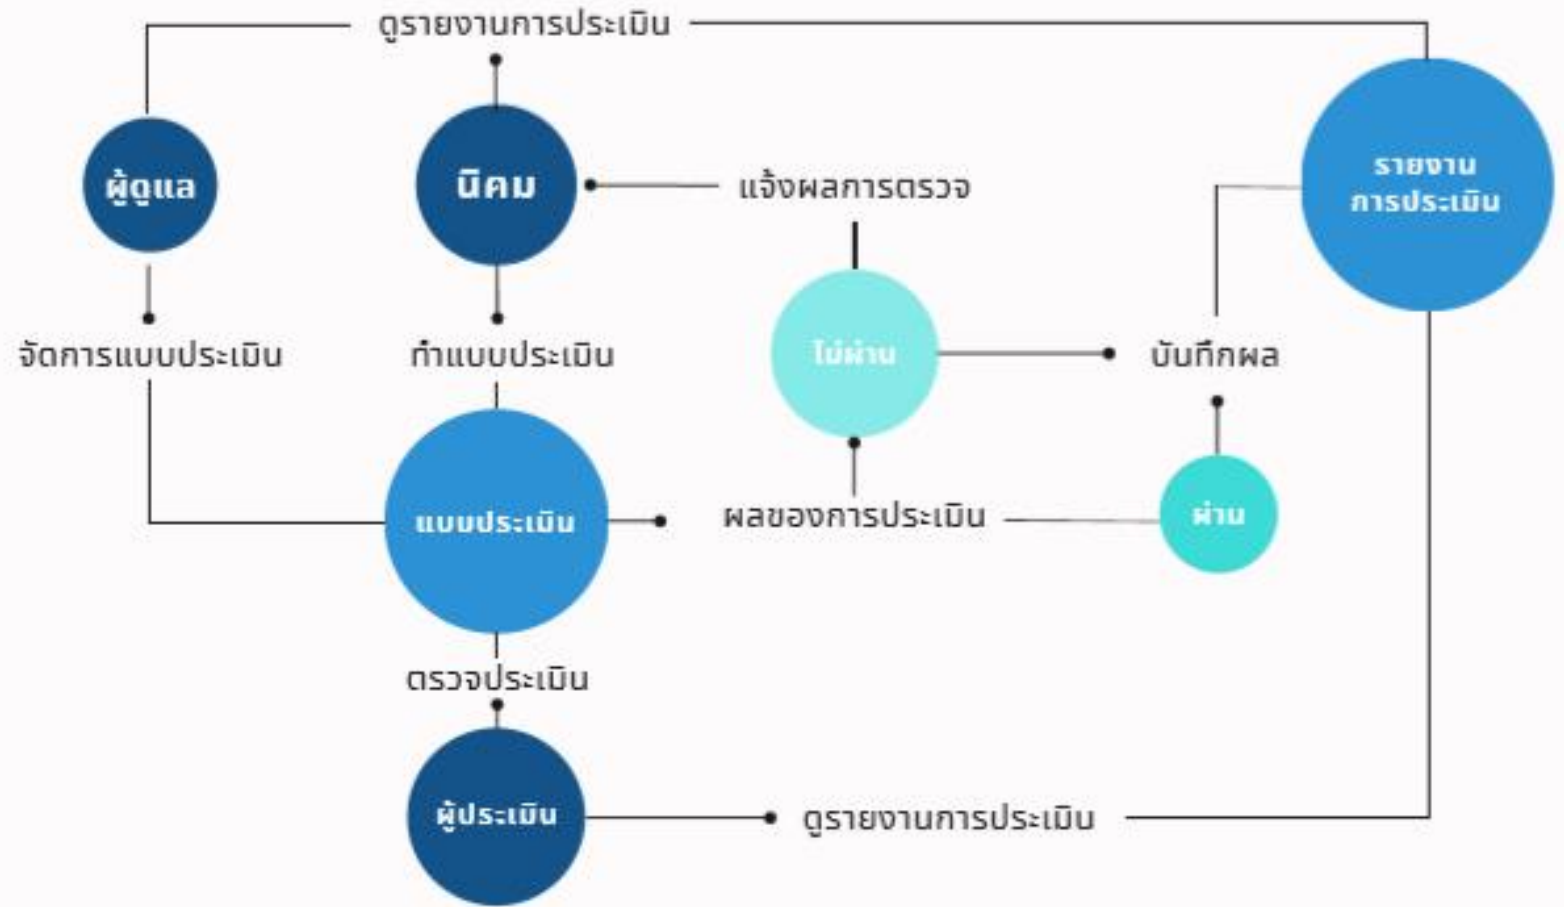 ดูรายงานการประเมิน
ผู้ดูแล
นิคม
แจ้งผลการตรวจ
รายงาน
การประเมิน
จัดการแบบประเมิน
ทำแบบประเมิน
ไม่ผ่าน
บันทึกผล
แบบประเมิน
ผลของการประเมิน
ผ่าน
ตรวจประเมิน
ผู้ประเมิน
ดูรายงานการประเมิน